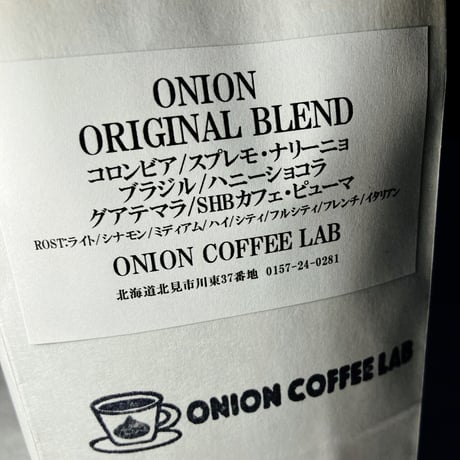 ONION
ORIGINAL BLEND
コロンビア/スプレモ・ナリーニョ
ブラジル/ハニーショコラ
グアテマラ/SHBカフェ・ピューマ
ROST:ライト/シナモン/ミディアム/ハイ/シティ/フルシティ/フレンチ/イタリアン
ONION COFFEE LAB
北海道北見市川東37番地 0157-24-0281
ONION COFFEE LAB